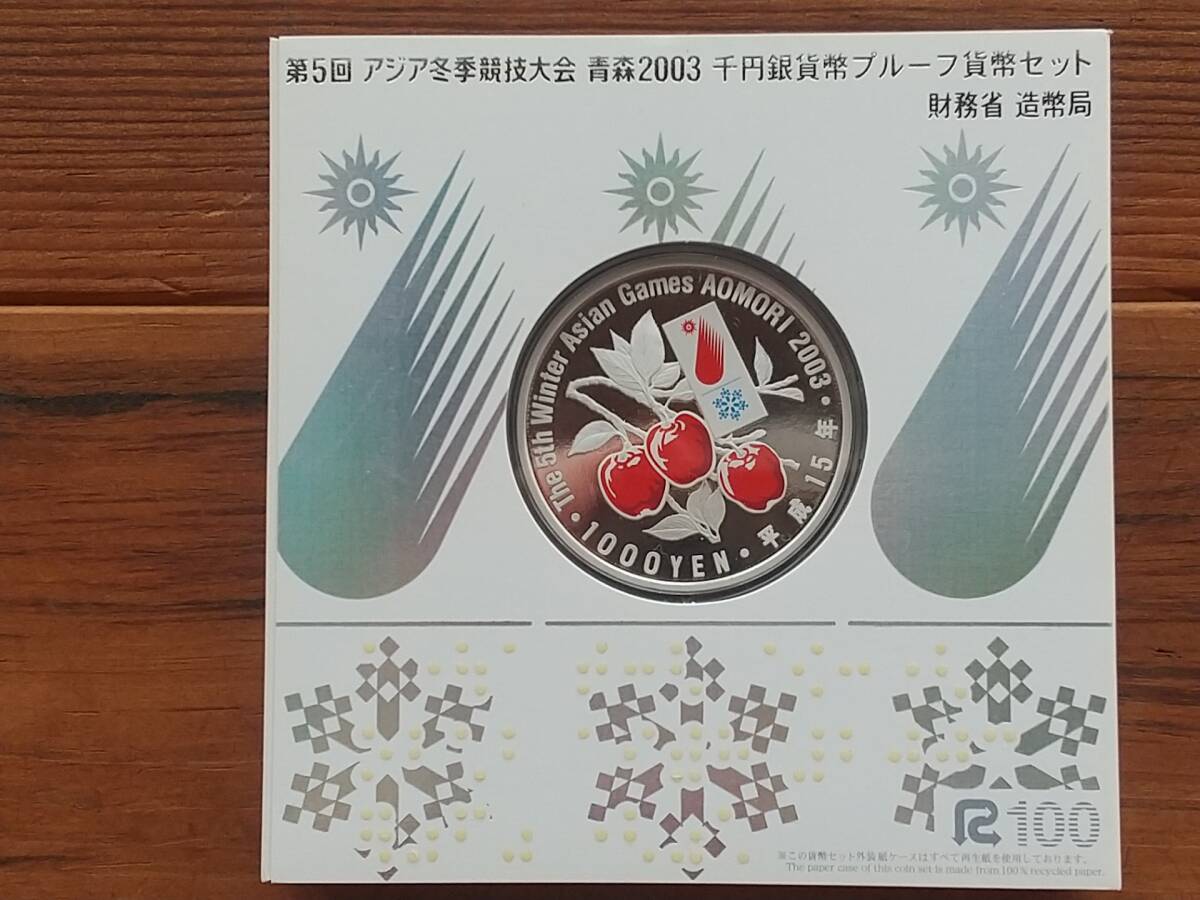 第5回 アジア冬季競技大会 青森2003 千円銀貨幣プルーフ貨幣セット
財務省 造幣局
・The 5th Winter Asian Games AOMORI 2003・
1000YEN・平成15年
R100
※この貨幣セット外装紙ケースはすべて再生紙を使用しております。
The paper case of this coin set is made from 100% recycled paper.